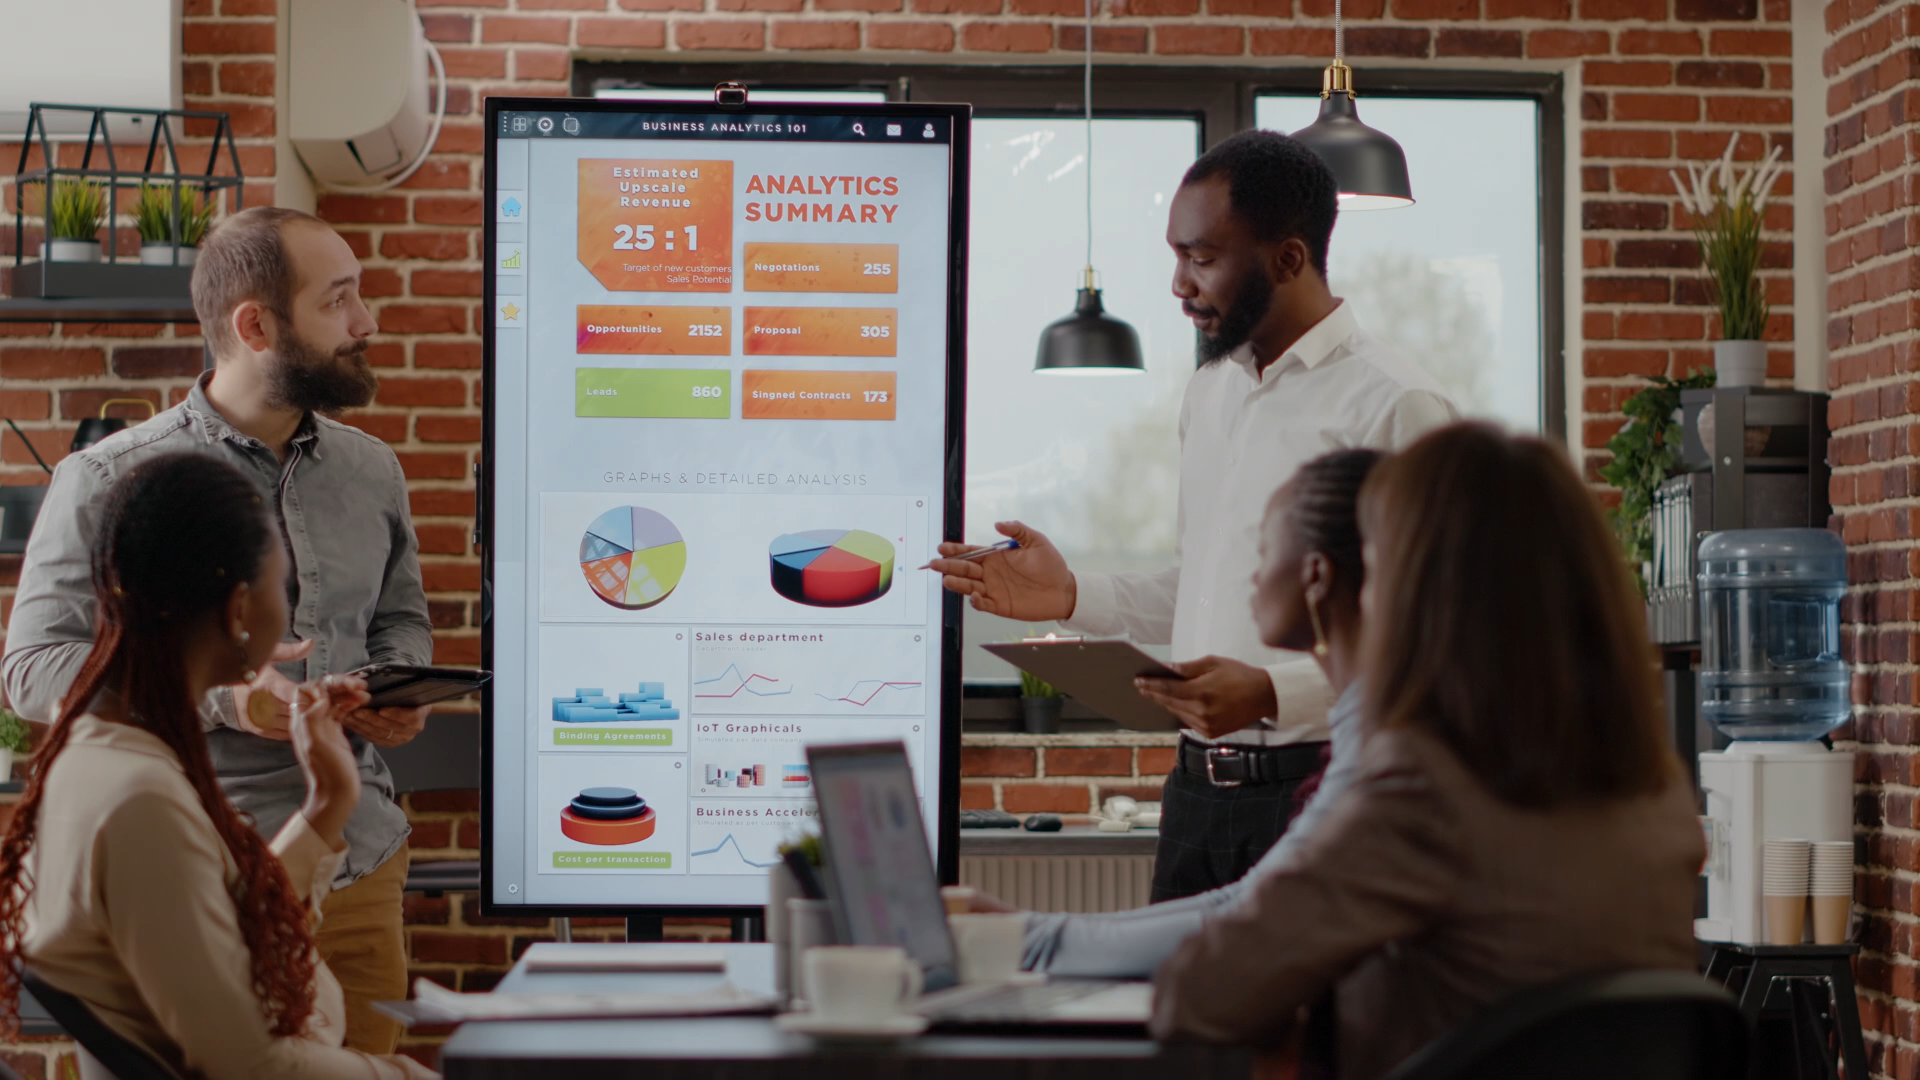 BUSINESS ANALYTICS 101
Estimated
Upscale
Revenue
25 : 1
Target of new customers
Sales Potential
ANALYTICS
SUMMARY
Negotations 255
Opportunities 2152
Proposal 305
Leads 860
Singned Contracts 173
GRAPHS & DETAILED ANALYSIS
Sales department
Binding Agreements
IoT Graphicals
Business Acceler
Cost per transaction